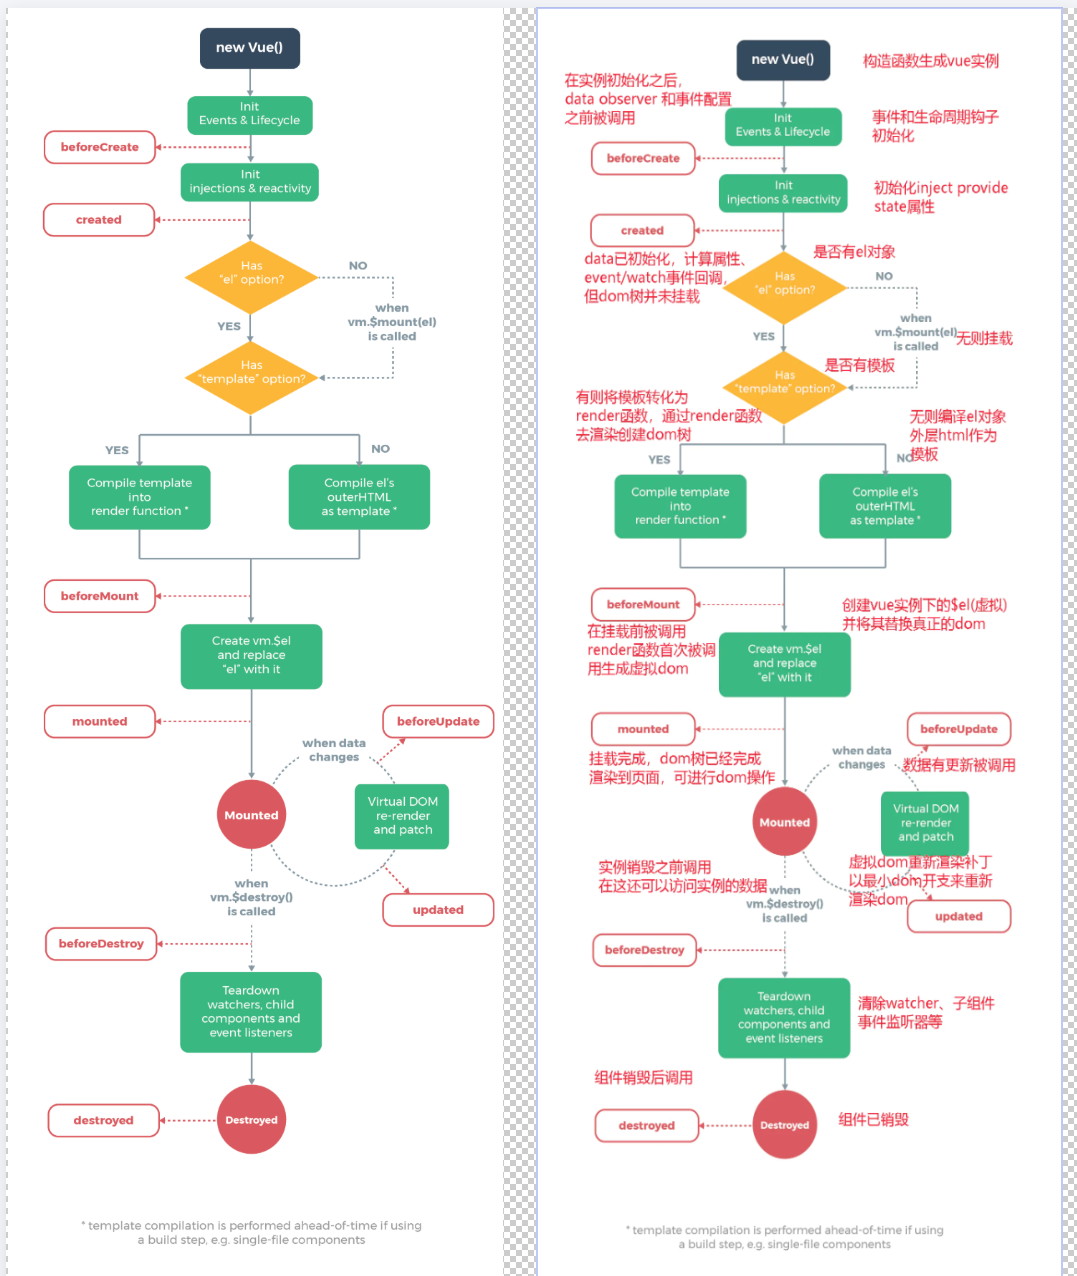 new Vue()
Init
Events & Lifecycle
beforeCreate
Init
injections & reactivity
created
Has
"el" option?
NO
when
vm.$mount(el)
is called
YES
Has
"template" option?
YES
NO
Compile template
into
render function *
Compile el's
outerHTML
as template *
beforeMount
Create vm.$el
and replace
"el" with it
mounted
beforeUpdate
when data
changes
Mounted
Virtual DOM
re-render
and patch
when
vm.$destroy()
is called
updated
beforeDestroy
Teardown
watchers, child
components and
event listeners
destroyed
Destroyed
* template compilation is performed ahead-of-time if using
a build step, e.g. single-file components
new Vue()
构造函数生成vue实例
在实例初始化之后，
data observer 和事件配置
之前被调用
Init
Events & Lifecycle
事件和生命周期钩子
初始化
beforeCreate
Init
injections & reactivity
初始化inject provide
state属性
created
data已初始化，计算属性、
event/watch事件回调，
但dom树并未挂载
是否有el对象
Has
"el" option?
NO
when
vm.$mount(el)
is called
无则挂载
YES
是否有模板
Has
"template" option?
有则将模板转化为
render函数，通过render函数
去渲染创建dom树
无则编译el对象
外层html作为
模板
YES
NO
Compile template
into
render function *
Compile el's
outerHTML
as template *
beforeMount
在挂载前被调用
render函数首次被调
用生成虚拟dom
创建vue实例下的$el(虚拟)
并将其替换真正的dom
Create vm.$el
and replace
"el" with it
mounted
挂载完成，dom树已经完成
渲染到页面，可进行dom操作
beforeUpdate
when data
changes
数据有更新被调用
Mounted
Virtual DOM
re-render
and patch
虚拟dom重新渲染补丁
以最小dom开支来重新
渲染dom
实例销毁之前调用
在这还可以访问实例的数据
when
vm.$destroy()
is called
updated
beforeDestroy
Teardown
watchers, child
components and
event listeners
清除watcher、子组件
事件监听器等
组件销毁后调用
destroyed
Destroyed
组件已销毁
* template compilation is performed ahead-of-time if using
a build step, e.g. single-file components